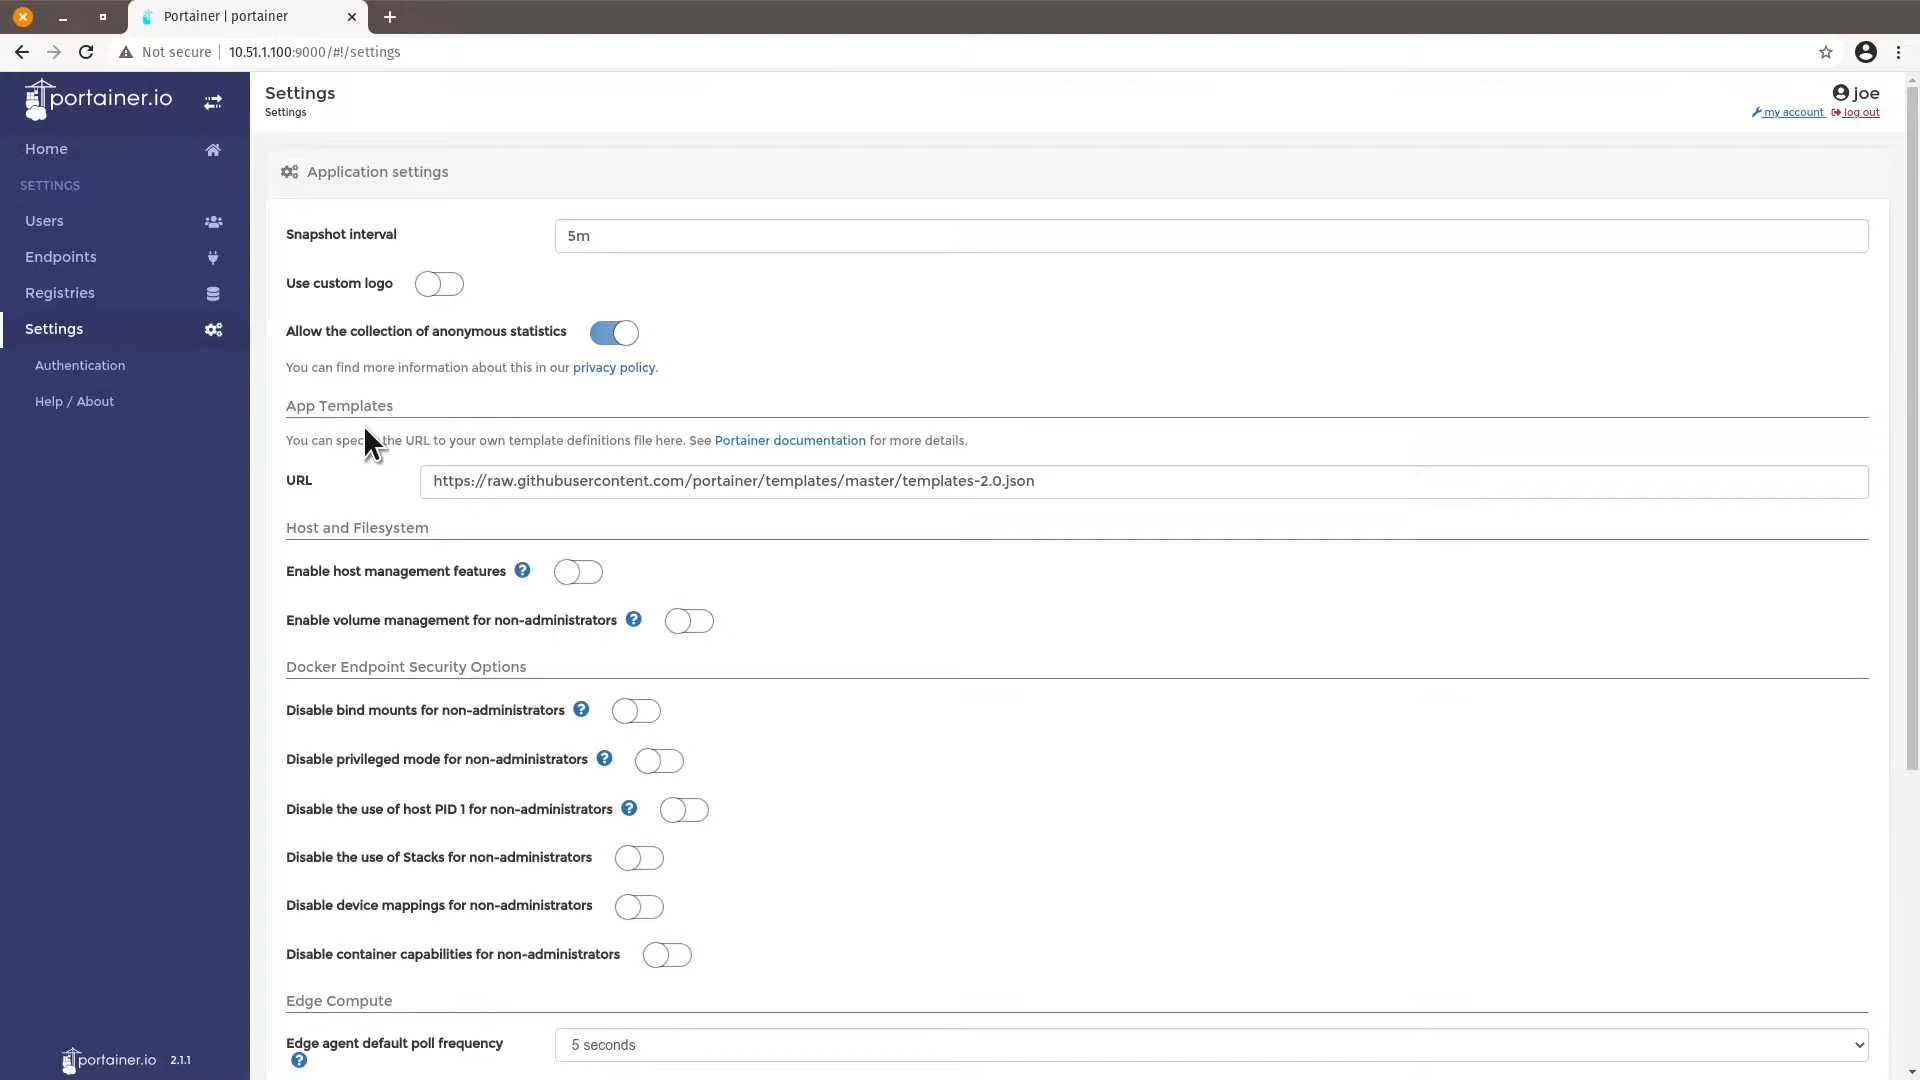 Portainer | portainer
Not secure
10.51.1.100:9000/#!/settings
portainer.io
Home
SETTINGS
Users
Endpoints
Registries
Settings
Authentication
Help / About
portainer.io 2.1.1
Settings
Settings
joe
my account log out
Application settings
Snapshot interval
5m
Use custom logo
Allow the collection of anonymous statistics
You can find more information about this in our privacy policy.
App Templates
You can spec the URL to your own template definitions file here. See Portainer documentation for more details.
URL
https://raw.githubusercontent.com/portainer/templates/master/templates-2.0.json
Host and Filesystem
Enable host management features
Enable volume management for non-administrators
Docker Endpoint Security Options
Disable bind mounts for non-administrators
Disable privileged mode for non-administrators
Disable the use of host PID 1 for non-administrators
Disable the use of Stacks for non-administrators
Disable device mappings for non-administrators
Disable container capabilities for non-administrators
Edge Compute
Edge agent default poll frequency
5 seconds